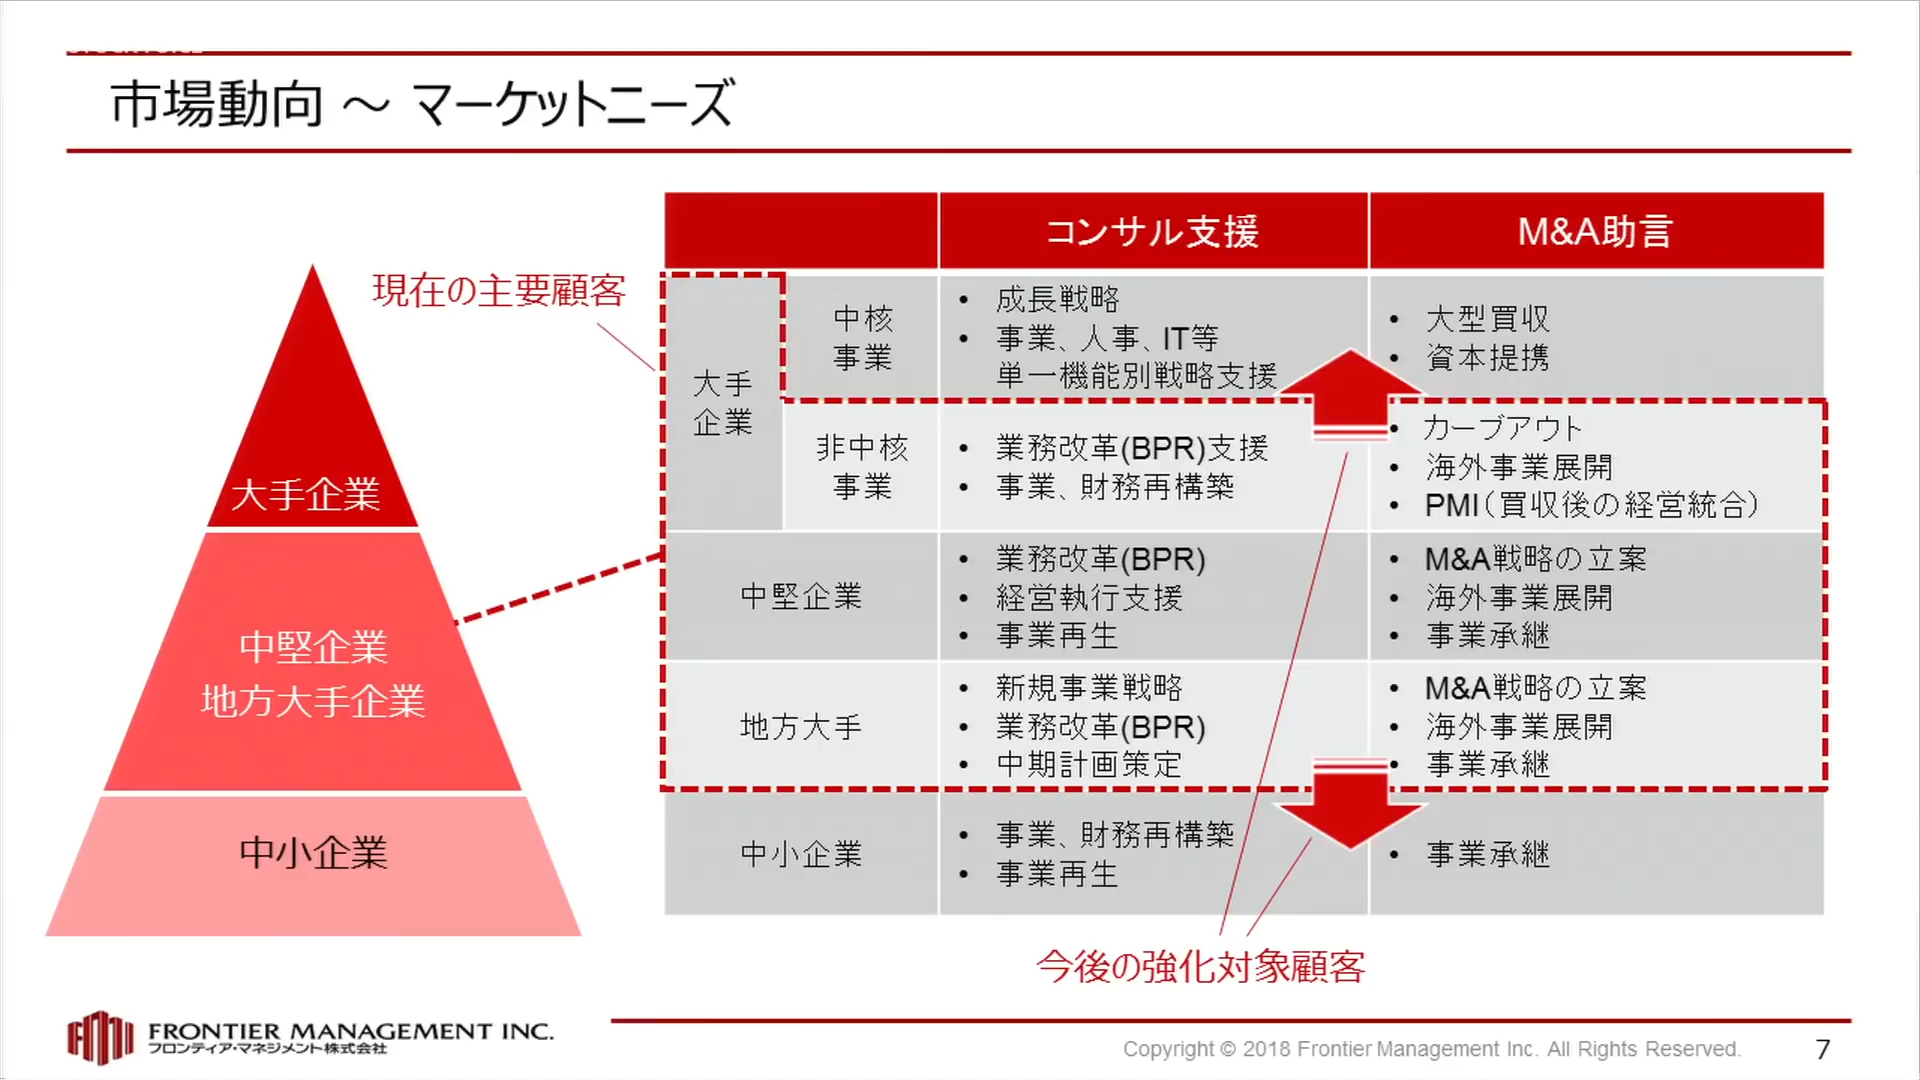 市場動向 ～ マーケットニーズ
現在の主要顧客
大手企業
中堅企業
地方大手企業
中小企業
コンサル支援
M&A助言
大手
企業
中核
事業
• 成長戦略
• 事業、人事、IT等
単一機能別戦略支援
• 大型買収
• 資本提携
非中核
事業
• 業務改革(BPR)支援
• 事業、財務再構築
• カーブアウト
• 海外事業展開
• PMI（買収後の経営統合）
中堅企業
• 業務改革(BPR)
• 経営執行支援
• 事業再生
• M&A戦略の立案
• 海外事業展開
• 事業承継
地方大手
• 新規事業戦略
• 業務改革(BPR)
• 中期計画策定
• M&A戦略の立案
• 海外事業展開
• 事業承継
中小企業
• 事業、財務再構築
• 事業再生
• 事業承継
今後の強化対象顧客
FRONTIER MANAGEMENT INC.
フロンティア・マネジメント株式会社
Copyright © 2018 Frontier Management Inc. All Rights Reserved.
7